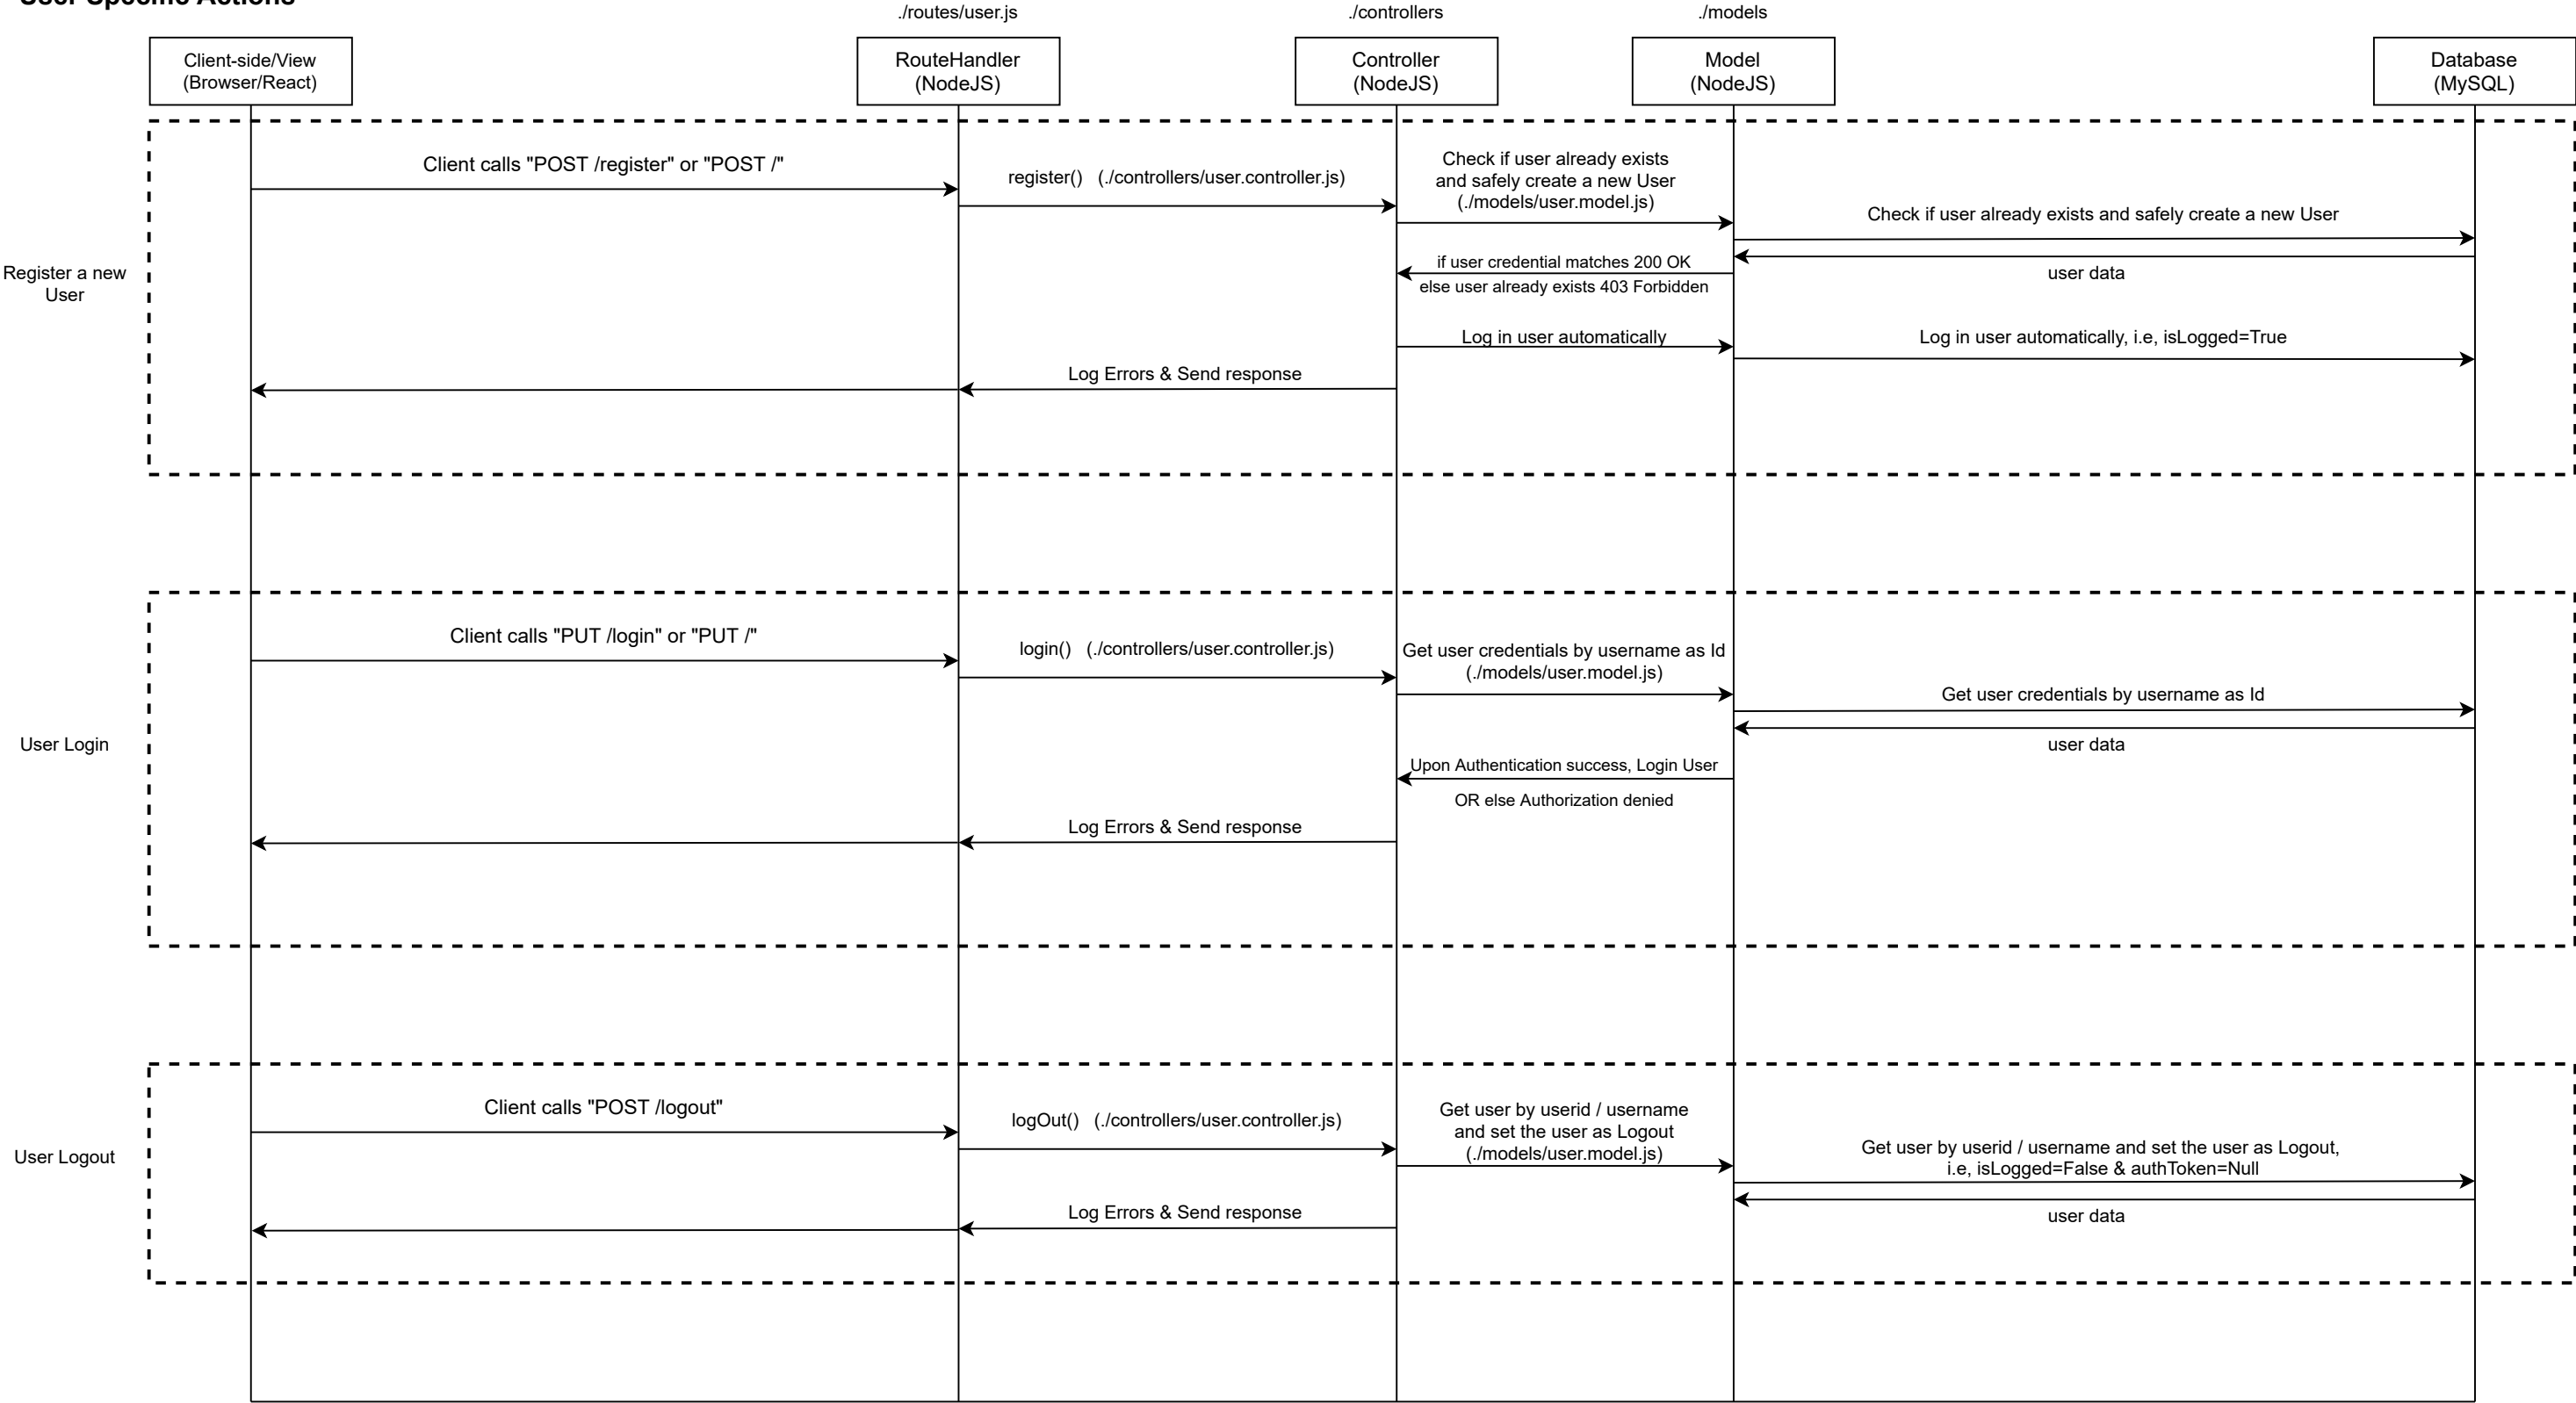 User Specific Actions
./routes/user.js
./controllers
./models
Client-side/View
(Browser/React)
RouteHandler
(NodeJS)
Controller
(NodeJS)
Model
(NodeJS)
Database
(MySQL)
Register a new
User
Client calls "POST /register" or "POST /"
register()   (./controllers/user.controller.js)
Check if user already exists
and safely create a new User
(./models/user.model.js)
Check if user already exists and safely create a new User
user data
if user credential matches 200 OK
else user already exists 403 Forbidden
Log in user automatically
Log in user automatically, i.e, isLogged=True
Log Errors & Send response
User Login
Client calls "PUT /login" or "PUT /"
login()   (./controllers/user.controller.js)
Get user credentials by username as Id
(./models/user.model.js)
Get user credentials by username as Id
user data
Upon Authentication success, Login User
OR else Authorization denied
Log Errors & Send response
User Logout
Client calls "POST /logout"
logOut()   (./controllers/user.controller.js)
Get user by userid / username
and set the user as Logout
(./models/user.model.js)
Get user by userid / username and set the user as Logout,
i.e, isLogged=False & authToken=Null
user data
Log Errors & Send response